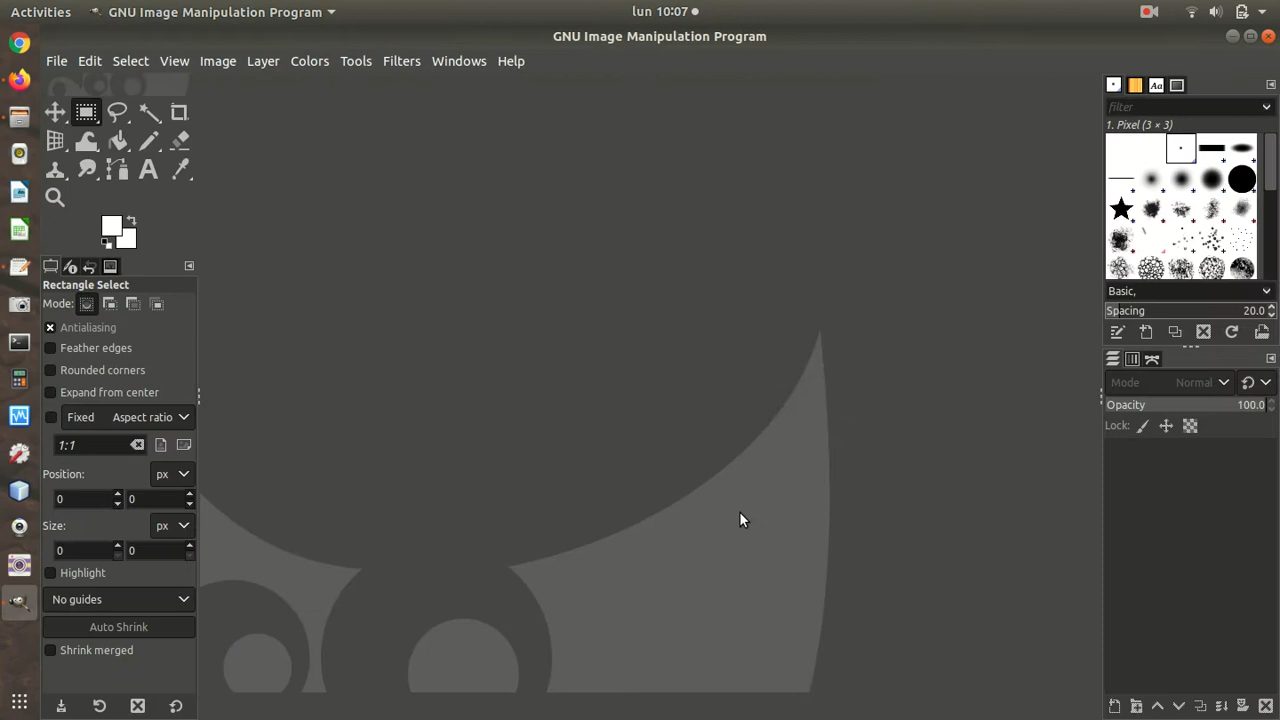 Activities GNU Image Manipulation Program lun 10:07
GNU Image Manipulation Program
File Edit Select View Image Layer Colors Tools Filters Windows Help
filter
1. Pixel (3 × 3)
Basic,
Spacing 20.0
Mode Normal
Opacity 100.0
Lock:
Rectangle Select
Mode:
Antialiasing
Feather edges
Rounded corners
Expand from center
Fixed Aspect ratio
1:1
Position: px
0 0
Size: px
0 0
Highlight
No guides
Auto Shrink
Shrink merged